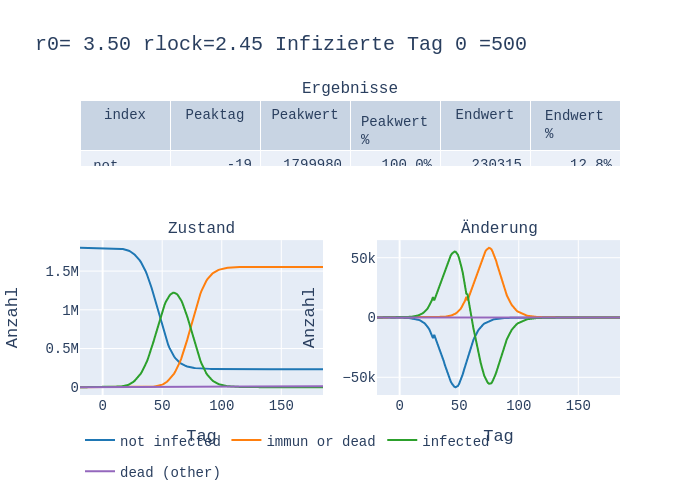 r0= 3.50 rlock=2.45 Infizierte Tag 0 =500
Ergebnisse
index Peaktag Peakwert Peakwert % Endwert Endwert %
not -19 1799980 100.0% 230315 12.8%
Zustand Änderung
Anzahl
1.5M
1M
0.5M
0
0 50 100 150
Tag
Anzahl
50k
0
−50k
0 50 100 150
Tag
not infected immun or dead infected
dead (other)